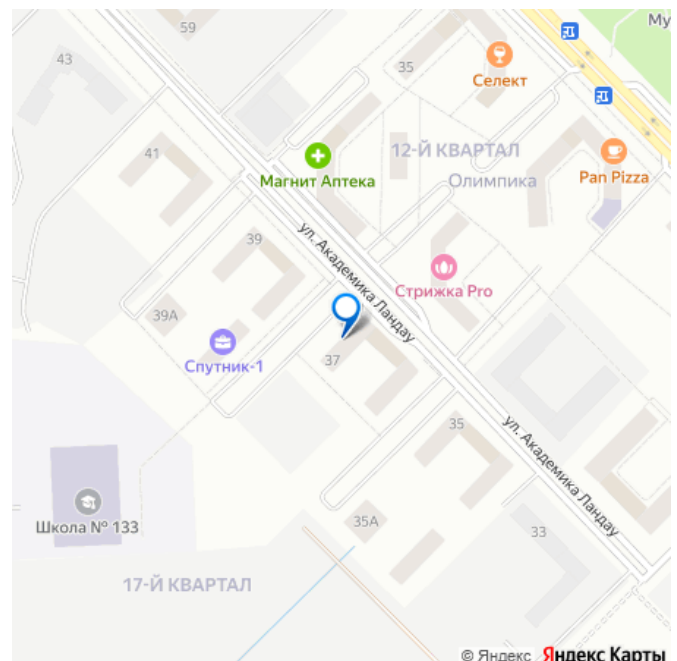 59
Му
43
35
Селект
41
12-Й КВАРТАЛ
Магнит Аптека
Олимпика
Pan Pizza
39
ул. Академика Ландау
Стрижка Pro
39А
37
Спутник-1
35
ул. Академика Ландау
Школа № 133
35А
33
17-Й КВАРТАЛ
© Яндекс Яндекс Карты